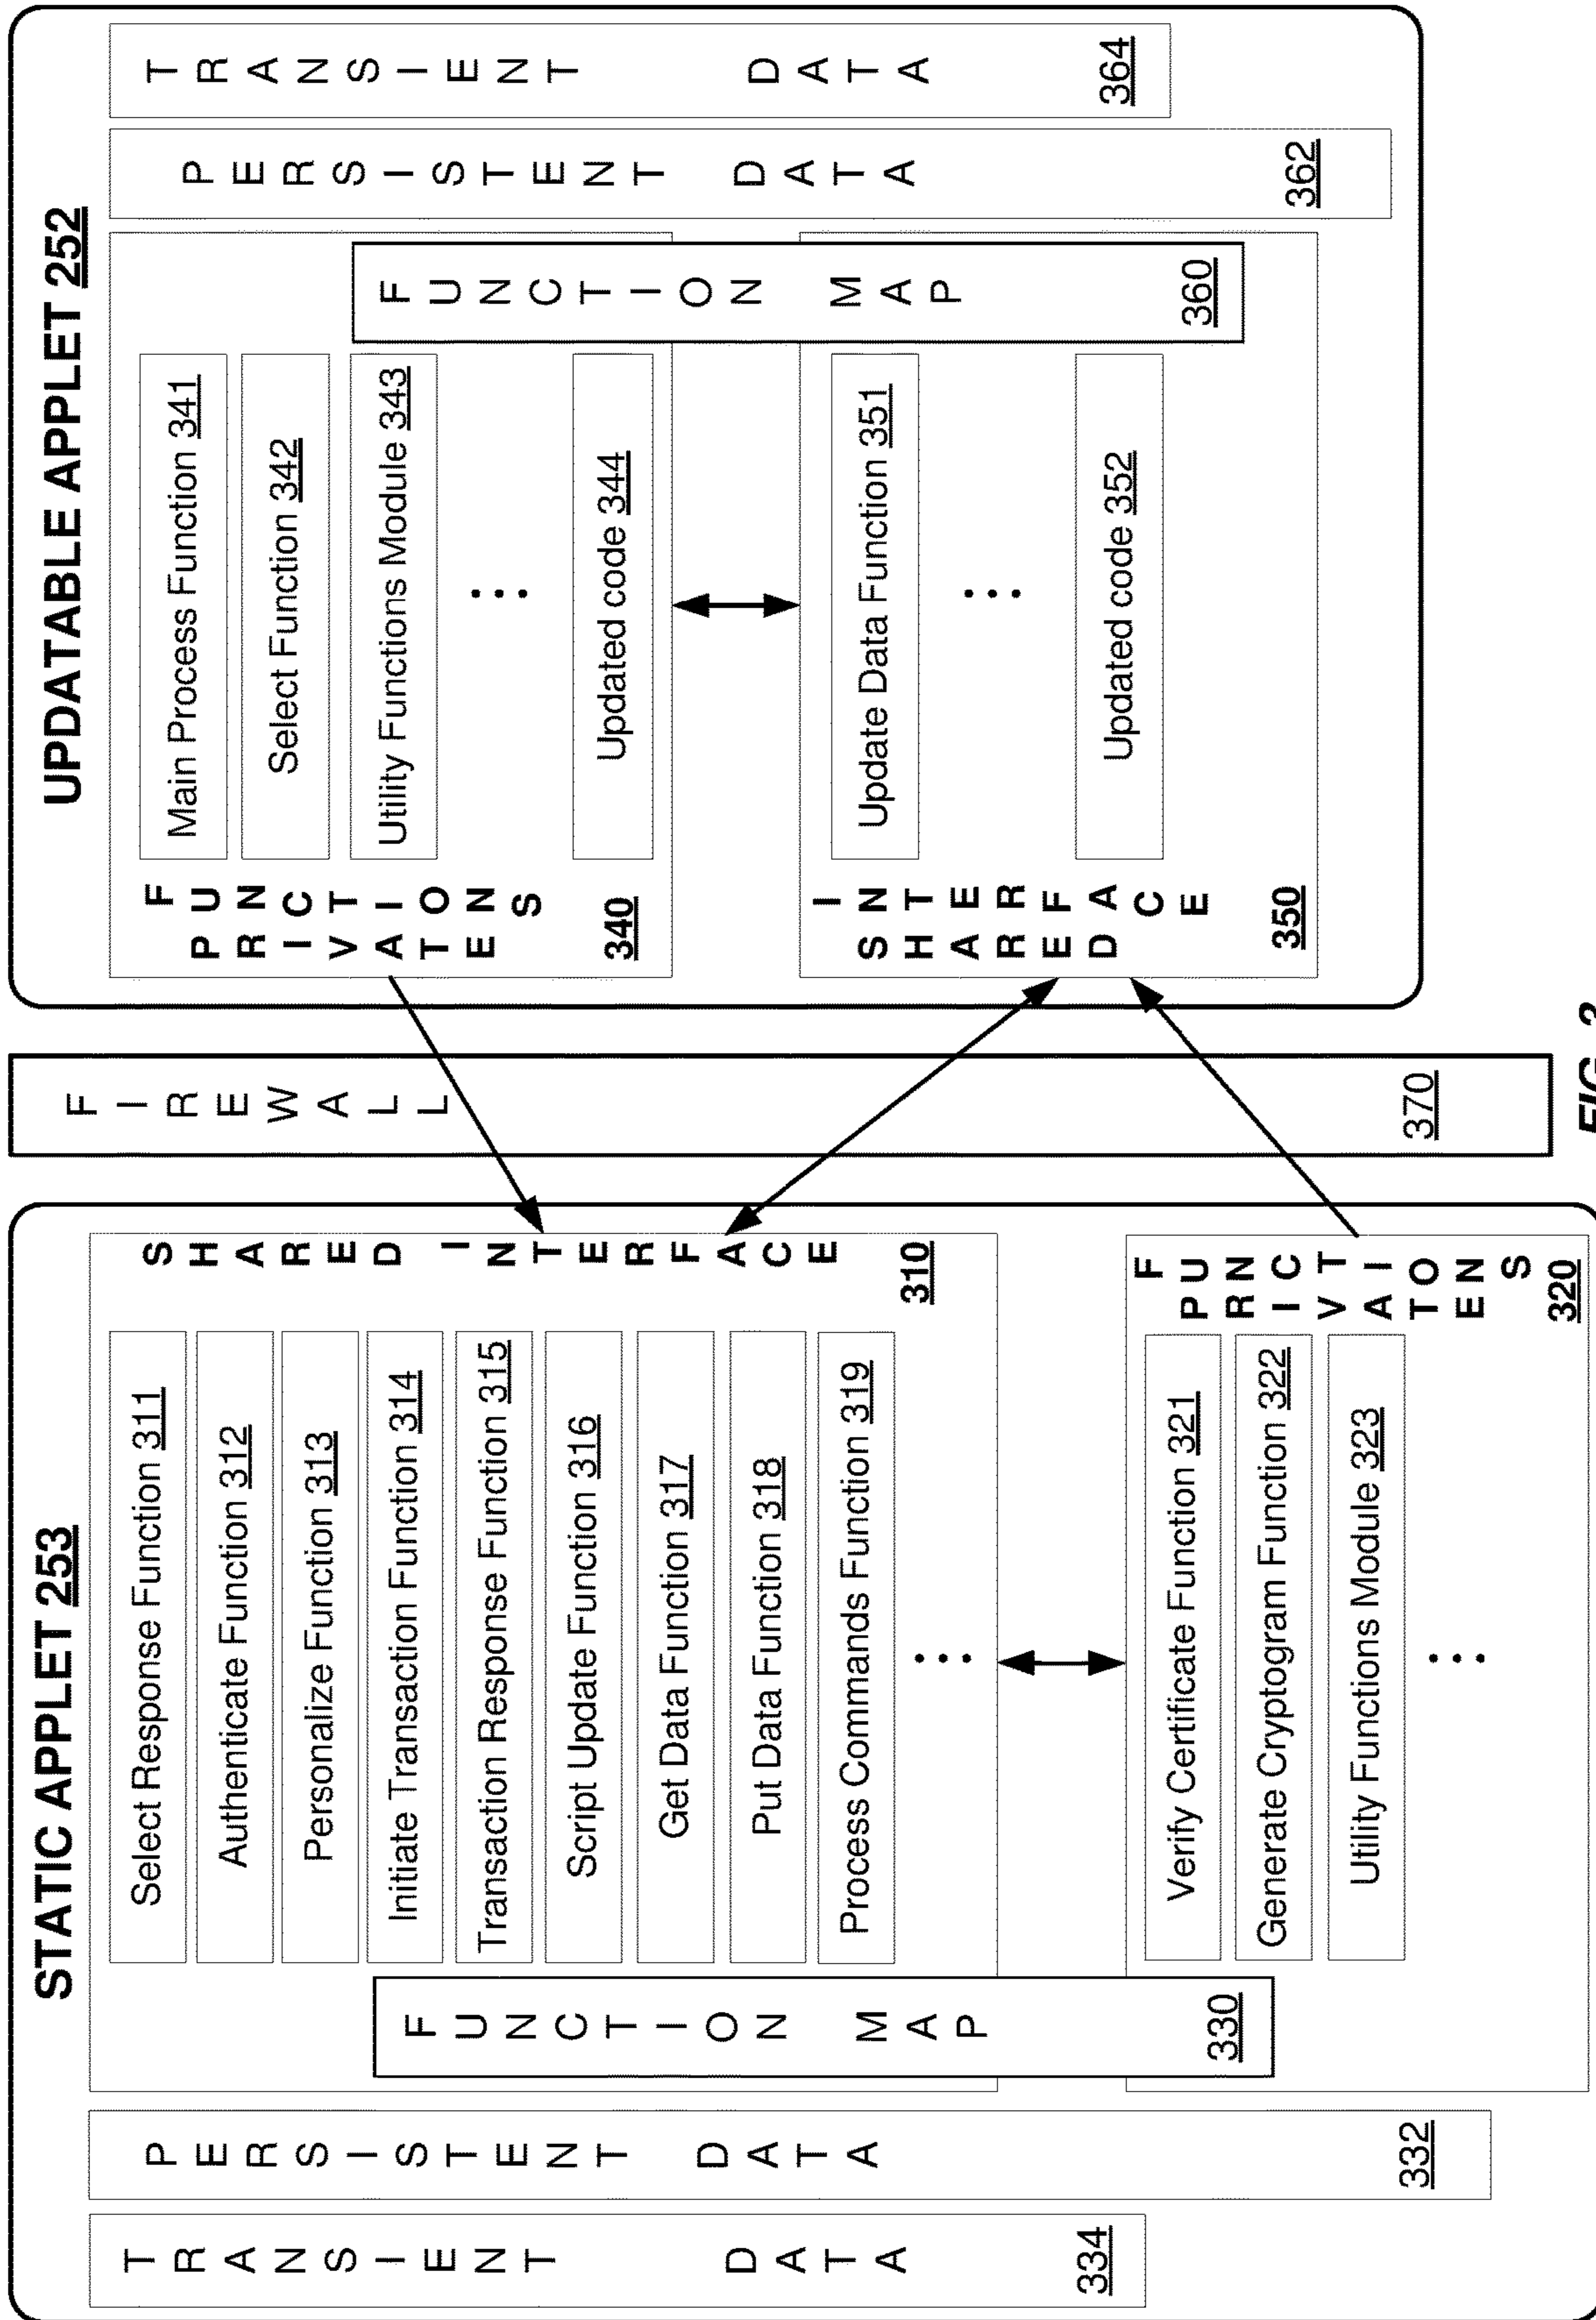 STATIC APPLET 253
TRANSIENT DATA
334
PERSISTENT DATA
332
FUNCTION MAP
330
Select Response Function 311
Authenticate Function 312
Personalize Function 313
Initiate Transaction Function 314
Transaction Response Function 315
Script Update Function 316
Get Data Function 317
Put Data Function 318
Process Commands Function 319
...
SHARED INTERFACE
310
Verify Certificate Function 321
Generate Cryptogram Function 322
Utility Functions Module 323
...
PRIVATE
FUNCTIONS
320
FIREWALL
370
UPDATABLE APPLET 252
PRIVATE
FUNCTIONS
340
Main Process Function 341
Select Function 342
Utility Functions Module 343
...
Updated code 344
SHARED
INTERFACE
350
Update Data Function 351
...
Updated code 352
FUNCTION MAP
360
PERSISTENT DATA
362
TRANSIENT DATA
364
FIG. 3